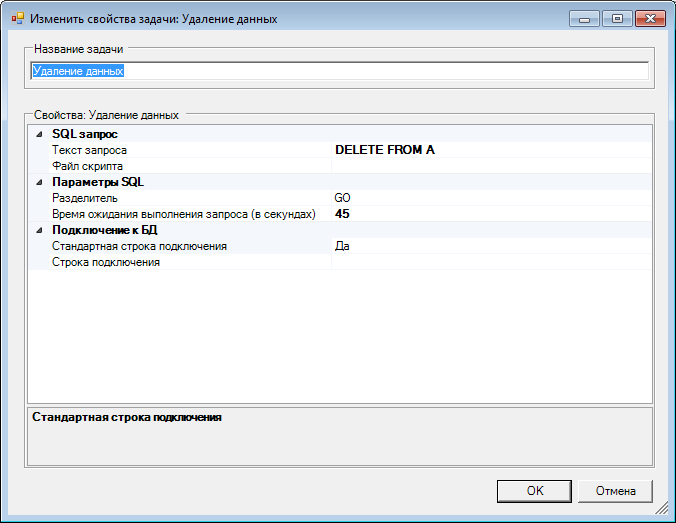 Изменить свойства задачи: Удаление данных
Название задачи
Удаление данных
Свойства: Удаление данных
SQL запрос
Текст запроса DELETE FROM A
Файл скрипта
Параметры SQL
Разделитель GO
Время ожидания выполнения запроса (в секундах) 45
Подключение к БД
Стандартная строка подключения Да
Строка подключения
Стандартная строка подключения
OK Отмена